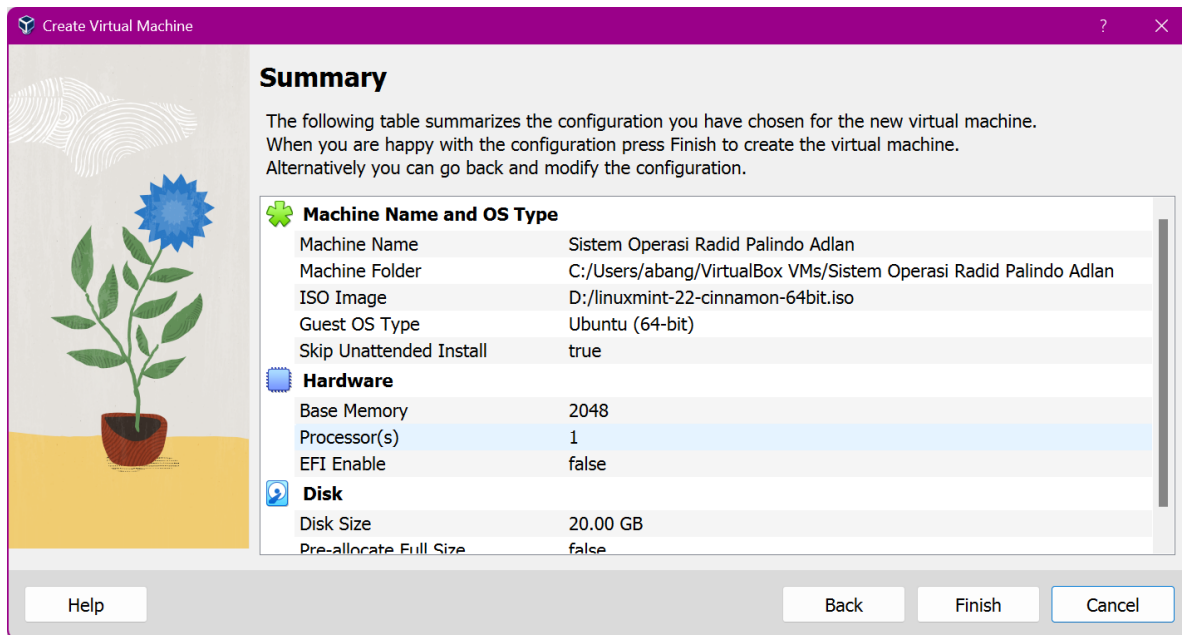 Create Virtual Machine ?
Summary
The following table summarizes the configuration you have chosen for the new virtual machine.
When you are happy with the configuration press Finish to create the virtual machine.
Alternatively you can go back and modify the configuration.
Machine Name and OS Type
Machine Name Sistem Operasi Radid Palindo Adlan
Machine Folder C:/Users/abang/VirtualBox VMs/Sistem Operasi Radid Palindo Adlan
ISO Image D:/linuxmint-22-cinnamon-64bit.iso
Guest OS Type Ubuntu (64-bit)
Skip Unattended Install true
Hardware
Base Memory 2048
Processor(s) 1
EFI Enable false
Disk
Disk Size 20.00 GB
Pre-allocate Full Size false
Help Back Finish Cancel